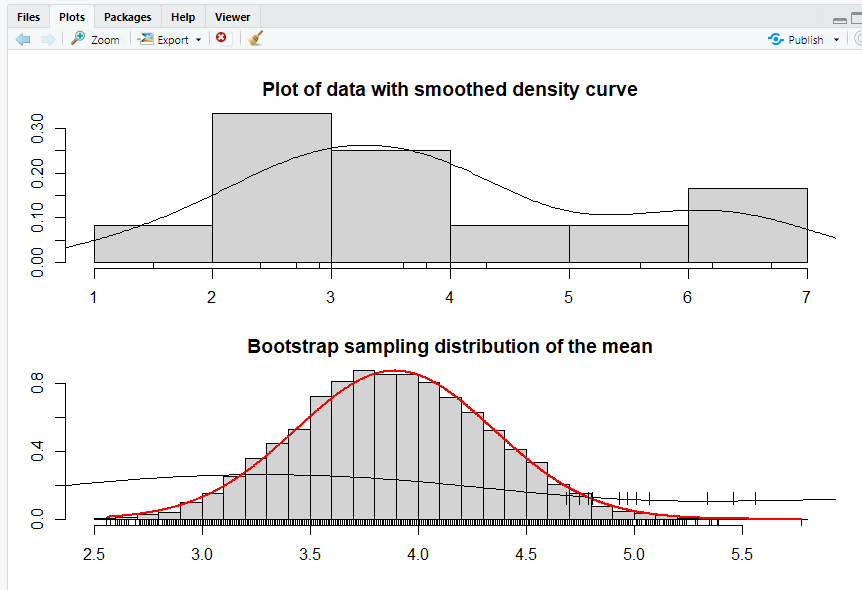 Files Plots Packages Help Viewer
Zoom Export Publish
Plot of data with smoothed density curve
0.30
0.20
0.10
0.00
1 2 3 4 5 6 7
Bootstrap sampling distribution of the mean
0.8
0.4
0.0
2.5 3.0 3.5 4.0 4.5 5.0 5.5